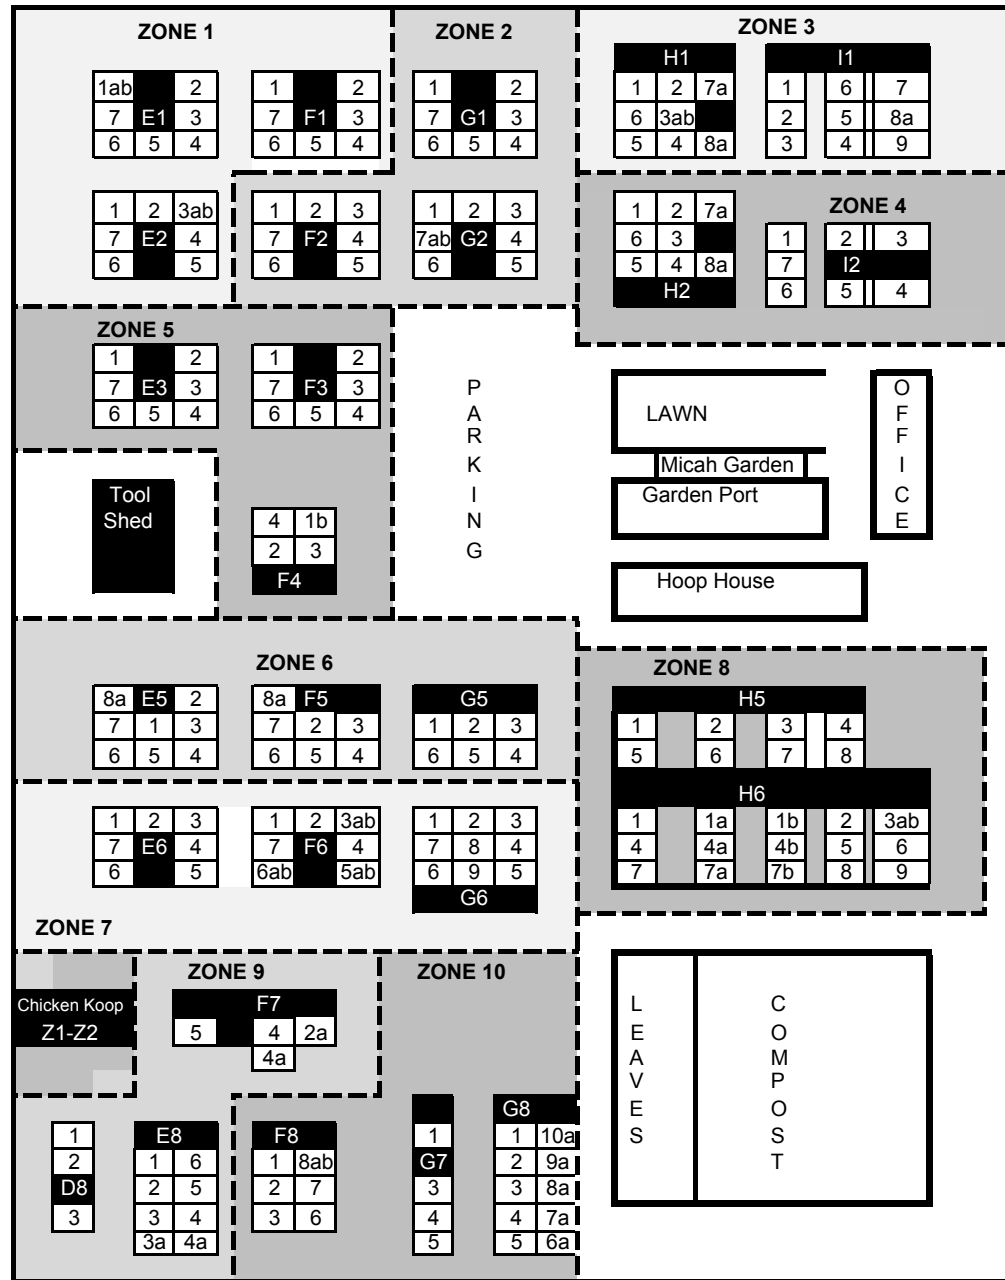 ZONE 1 ZONE 2 ZONE 3
H1 I1
1ab 2 1 2 1 2 1 2 7a 1 6 7
7 E1 3 7 F1 3 7 G1 3 6 3ab 2 5 8a
6 5 4 6 5 4 6 5 4 5 4 8a 3 4 9
ZONE 4
1 2 3ab 1 2 3 1 2 3 1 2 7a
7 E2 4 7 F2 4 7ab G2 4 6 3 1 2 3
6 5 6 5 6 5 5 4 8a 7 I2
H2 6 5 4
ZONE 5
1 2 1 2
7 E3 3 7 F3 3
6 5 4 6 5 4
PARKING
LAWN
OFFICE
Micah Garden
Garden Port
Tool
Shed
4 1b
2 3
F4
Hoop House
ZONE 6 ZONE 8
8a E5 2 8a F5 G5 H5
7 1 3 7 2 3 1 2 3 1 2 3 4
6 5 4 6 5 4 6 5 4 5 6 7 8
H6
1 2 3 1 2 3ab 1 2 3 1 1a 1b 2 3ab
7 E6 4 7 F6 4 7 8 4 4 4a 4b 5 6
6 5 6ab 5ab 6 9 5 7 7a 7b 8 9
G6
ZONE 7
ZONE 9 ZONE 10
Chicken Koop
Z1-Z2
F7
5 4 2a
4a
LEAVES
COMPOST
G8
1 E8 F8 1 1 10a
2 1 6 1 8ab G7 2 9a
D8 2 5 2 7 3 3 8a
3 3 4 3 6 4 4 7a
3a 4a 5 5 6a